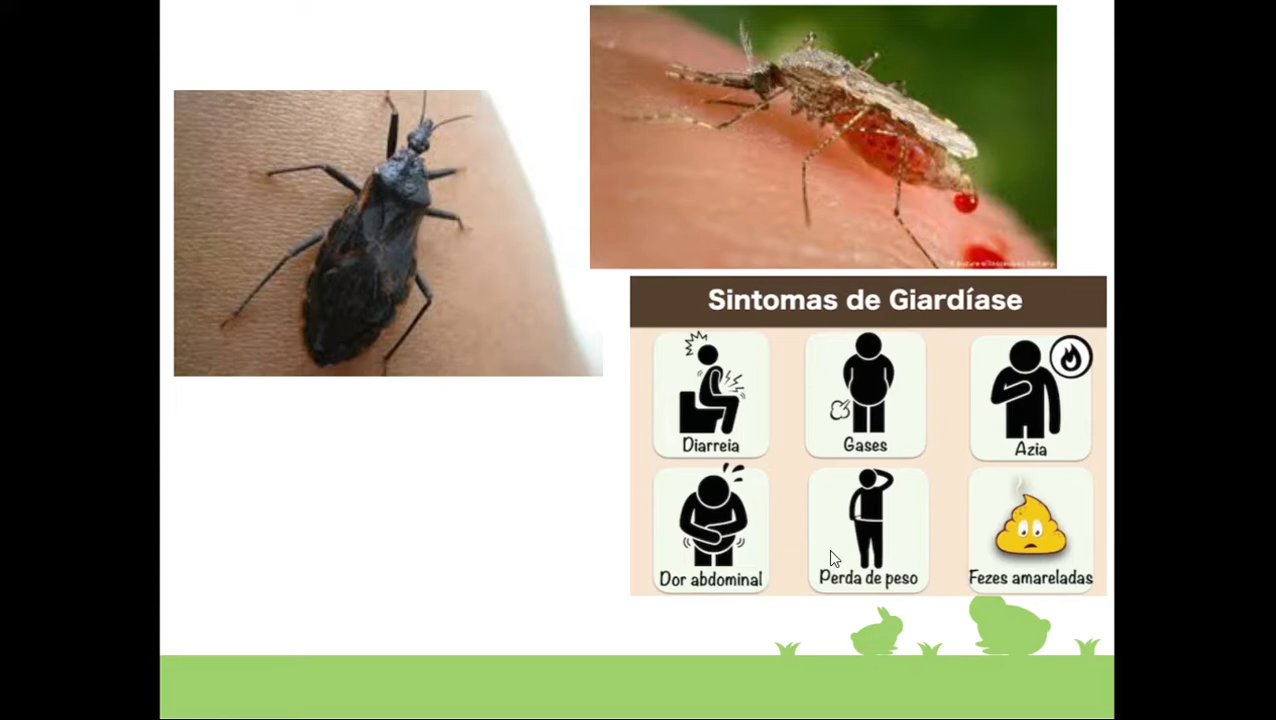 Sintomas de Giardíase
Diarreia
Gases
Azia
Dor abdominal
Perda de peso
Fezes amareladas